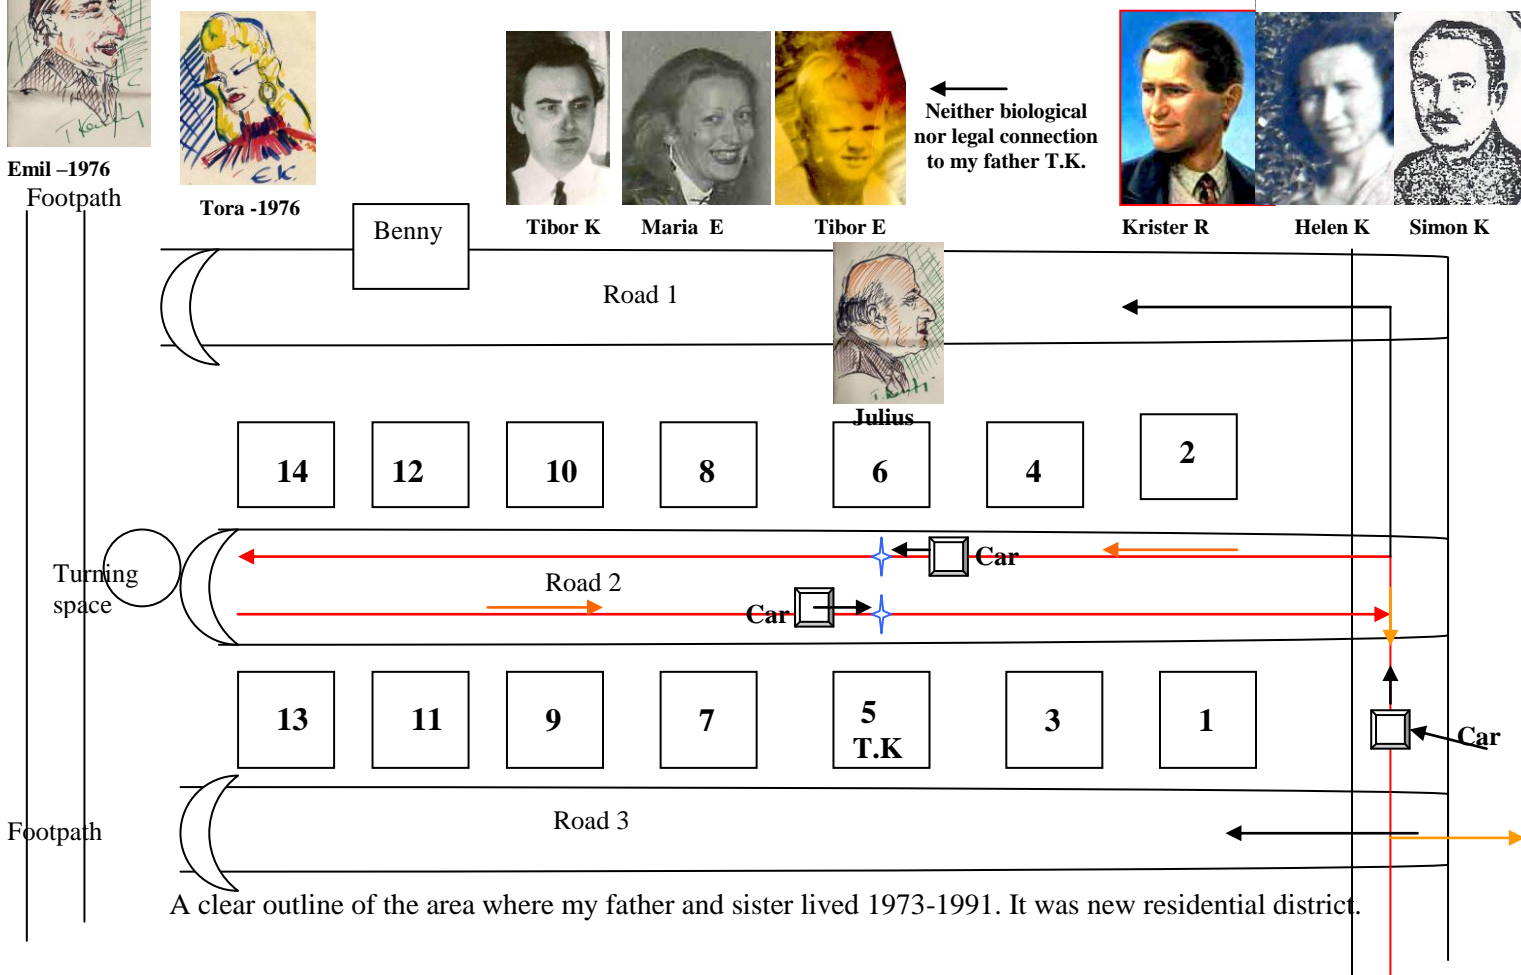 Emil –1976
Footpath
E.K.
Tora -1976
Tibor K
Maria E
Tibor E
Neither biological
nor legal connection
to my father T.K.
Krister R
Helen K
Simon K
Benny
Road 1
Julius
14
12
10
8
6
4
2
Turning
space
Road 2
Car
Car
13
11
9
7
5
T.K
3
1
Car
Footpath
Road 3
A clear outline of the area where my father and sister lived 1973-1991. It was new residential district.